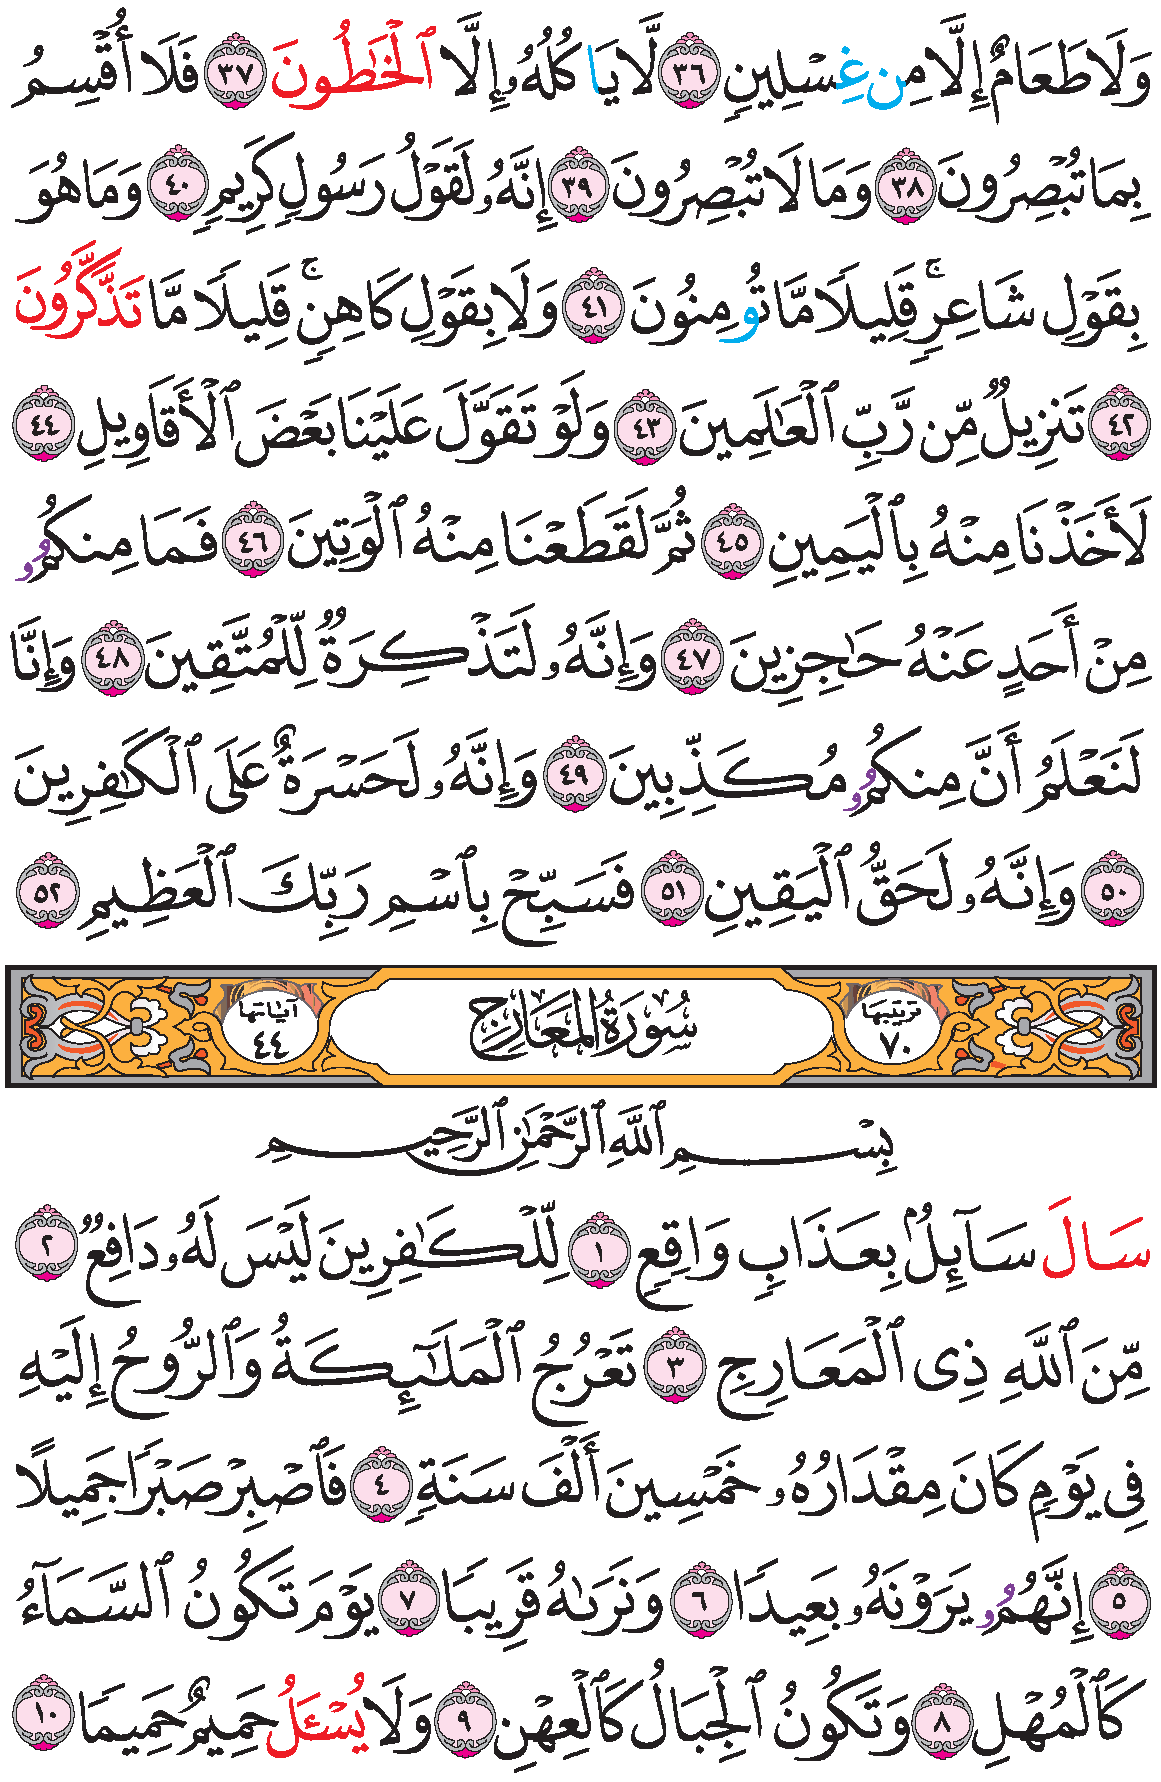 وَلَا طَعَامٌ إِلَّا مِن غِسْلِينٍ ٣٦ لَّا يَاكُلُهُۥ إِلَّا ٱلْخَٰطُونَ ٣٧ فَلَا أُقْسِمُ
بِمَا تُبْصِرُونَ ٣٨ وَمَا لَا تُبْصِرُونَ ٣٩ إِنَّهُۥ لَقَوْلُ رَسُولٍ كَرِيمٍ ٤٠ وَمَا هُوَ
بِقَوْلِ شَاعِرٍۚ قَلِيلًا مَّا تُومِنُونَ ٤١ وَلَا بِقَوْلِ كَاهِنٍۚ قَلِيلًا مَّا تَذَّكَّرُونَ
٤٢ تَنزِيلٌ مِّن رَّبِّ ٱلْعَٰلَمِينَ ٤٣ وَلَوْ تَقَوَّلَ عَلَيْنَا بَعْضَ ٱلْأَقَاوِيلِ ٤٤
لَأَخَذْنَا مِنْهُ بِٱلْيَمِينِ ٤٥ ثُمَّ لَقَطَعْنَا مِنْهُ ٱلْوَتِينَ ٤٦ فَمَا مِنكُمُۥ
مِنْ أَحَدٍ عَنْهُ حَٰجِزِينَ ٤٧ وَإِنَّهُۥ لَتَذْكِرَةٌ لِّلْمُتَّقِينَ ٤٨ وَإِنَّا
لَنَعْلَمُ أَنَّ مِنكُمُۥ مُكَذِّبِينَ ٤٩ وَإِنَّهُۥ لَحَسْرَةٌ عَلَى ٱلْكَٰفِرِينَ
٥٠ وَإِنَّهُۥ لَحَقُّ ٱلْيَقِينِ ٥١ فَسَبِّحْ بِٱسْمِ رَبِّكَ ٱلْعَظِيمِ ٥٢
ترتيبها ٧٠ سُورَةُ المَعَارِجِ آياتها ٤٤
بِسْمِ ٱللَّهِ ٱلرَّحْمَٰنِ ٱلرَّحِيمِ
سَالَ سَآئِلٌۢ بِعَذَابٍ وَاقِعٍ ١ لِّلْكَٰفِرِينَ لَيْسَ لَهُۥ دَافِعٌ ٢
مِّنَ ٱللَّهِ ذِى ٱلْمَعَارِجِ ٣ تَعْرُجُ ٱلْمَلَٰٓئِكَةُ وَٱلرُّوحُ إِلَيْهِ
فِى يَوْمٍ كَانَ مِقْدَارُهُۥ خَمْسِينَ أَلْفَ سَنَةٍ ٤ فَٱصْبِرْ صَبْرًا جَمِيلًا
٥ إِنَّهُمُۥ يَرَوْنَهُۥ بَعِيدًا ٦ وَنَرَىٰهُ قَرِيبًا ٧ يَوْمَ تَكُونُ ٱلسَّمَآءُ
كَٱلْمُهْلِ ٨ وَتَكُونُ ٱلْجِبَالُ كَٱلْعِهْنِ ٩ وَلَا يُسْـَٔلُ حَمِيمٌ حَمِيمًا ١٠